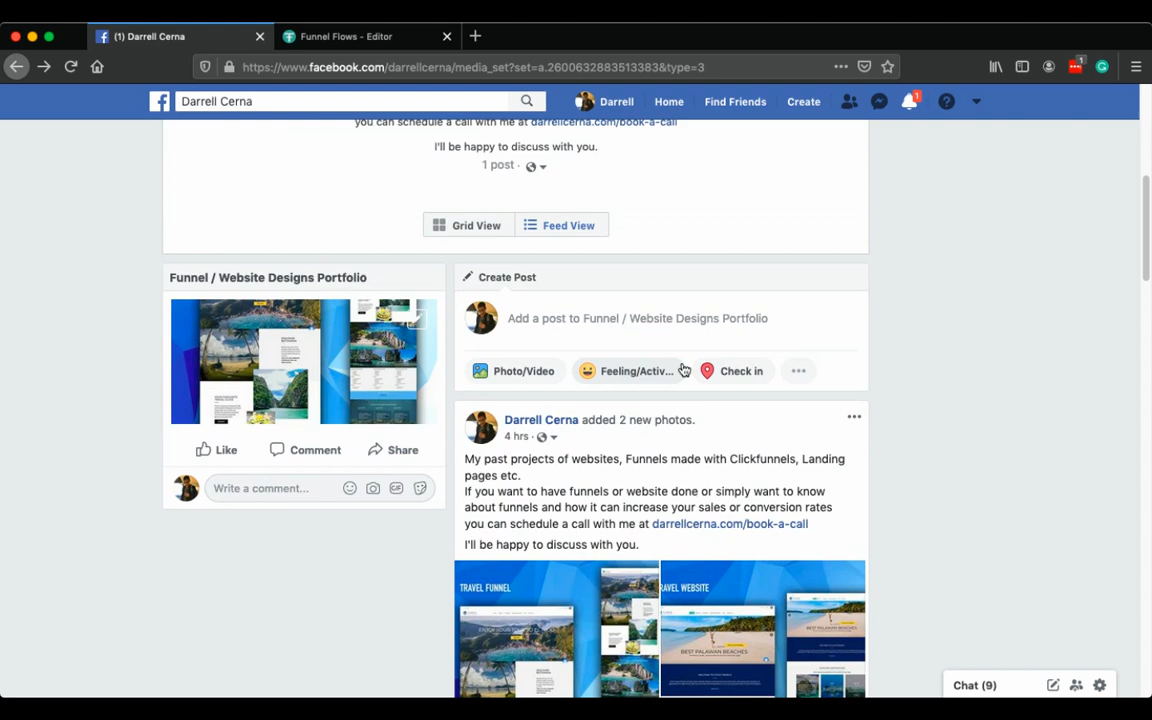 (1) Darrell Cerna
Funnel Flows - Editor
https://www.facebook.com/darrellcerna/media_set?set=a.2600632883513383&type=3
1
Darrell Cerna
Darrell
Home
Find Friends
Create
1
you can schedule a call with me at darrellcerna.com/book-a-call
I'll be happy to discuss with you.
1 post ·
Grid View
Feed View
Funnel / Website Designs Portfolio
Like
Comment
Share
Write a comment...
GIF
Create Post
Add a post to Funnel / Website Designs Portfolio
Photo/Video
Feeling/Activ...
Check in
Darrell Cerna added 2 new photos.
4 hrs ·
My past projects of websites, Funnels made with Clickfunnels, Landing
pages etc.
If you want to have funnels or website done or simply want to know
about funnels and how it can increase your sales or conversion rates
you can schedule a call with me at darrellcerna.com/book-a-call
I'll be happy to discuss with you.
TRAVEL FUNNEL
RAVEL WEBSITE
BEST PALAWAN BEACHES
Chat (9)